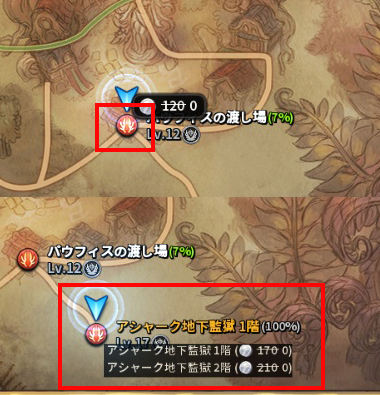 120 0
バウフィスの渡し場(7%)
Lv.12
バウフィスの渡し場(7%)
Lv.12
アシャーク地下監獄 1階(100%)
Lv.17
アシャーク地下監獄 1階 ( 170 0)
アシャーク地下監獄 2階 ( 210 0)